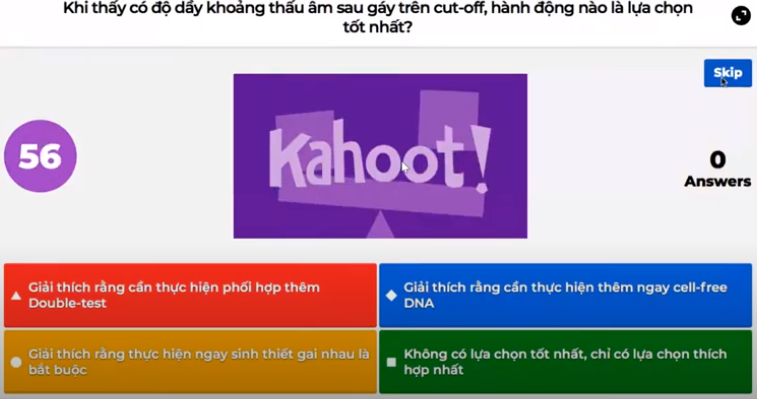 Khi thấy có độ dầy khoảng thấu âm sau gáy trên cut-off, hành động nào là lựa chọn
tốt nhất?
Skip
56
Kahoot!
0
Answers
Giải thích rằng cần thực hiện phối hợp thêm
Double-test
Giải thích rằng cần thực hiện thêm ngay cell-free
DNA
Giải thích rằng thực hiện ngay sinh thiết gai nhau là
bắt buộc
Không có lựa chọn tốt nhất, chỉ có lựa chọn thích
hợp nhất